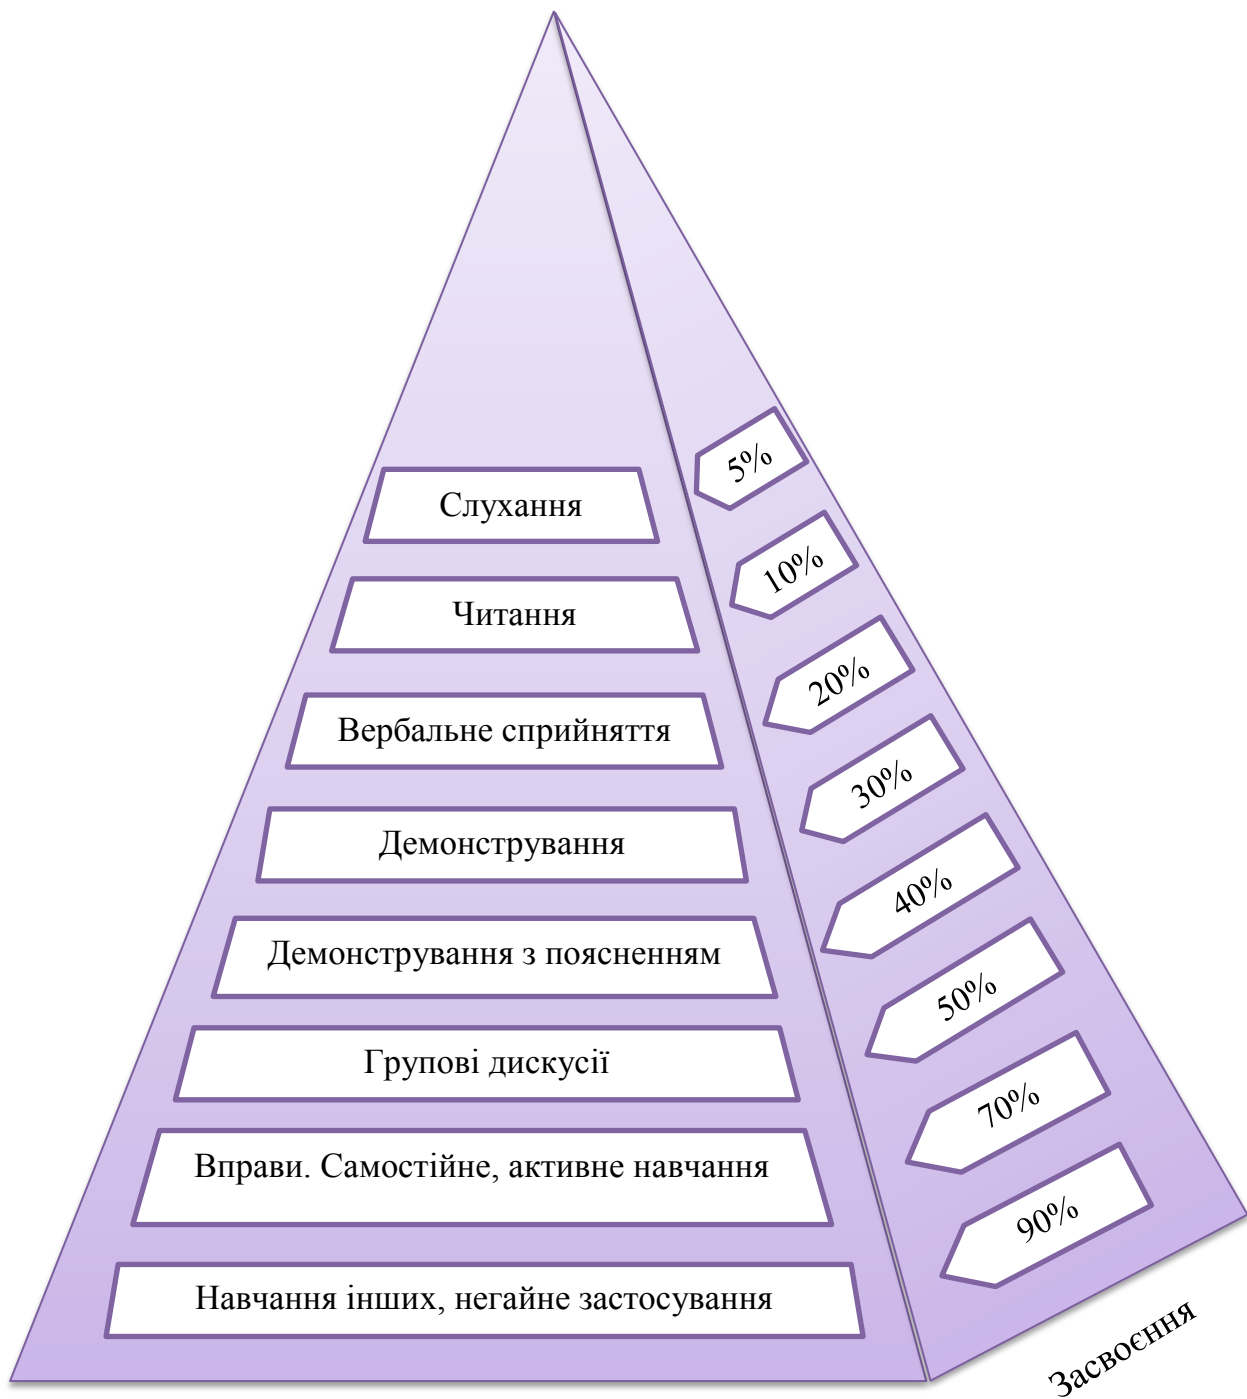 Слухання
5%
Читання
10%
Вербальне сприйняття
20%
Демонстрування
30%
Демонстрування з поясненням
40%
Групові дискусії
50%
Вправи. Самостійне, активне навчання
70%
Навчання інших, негайне застосування
90%
Засвоєння